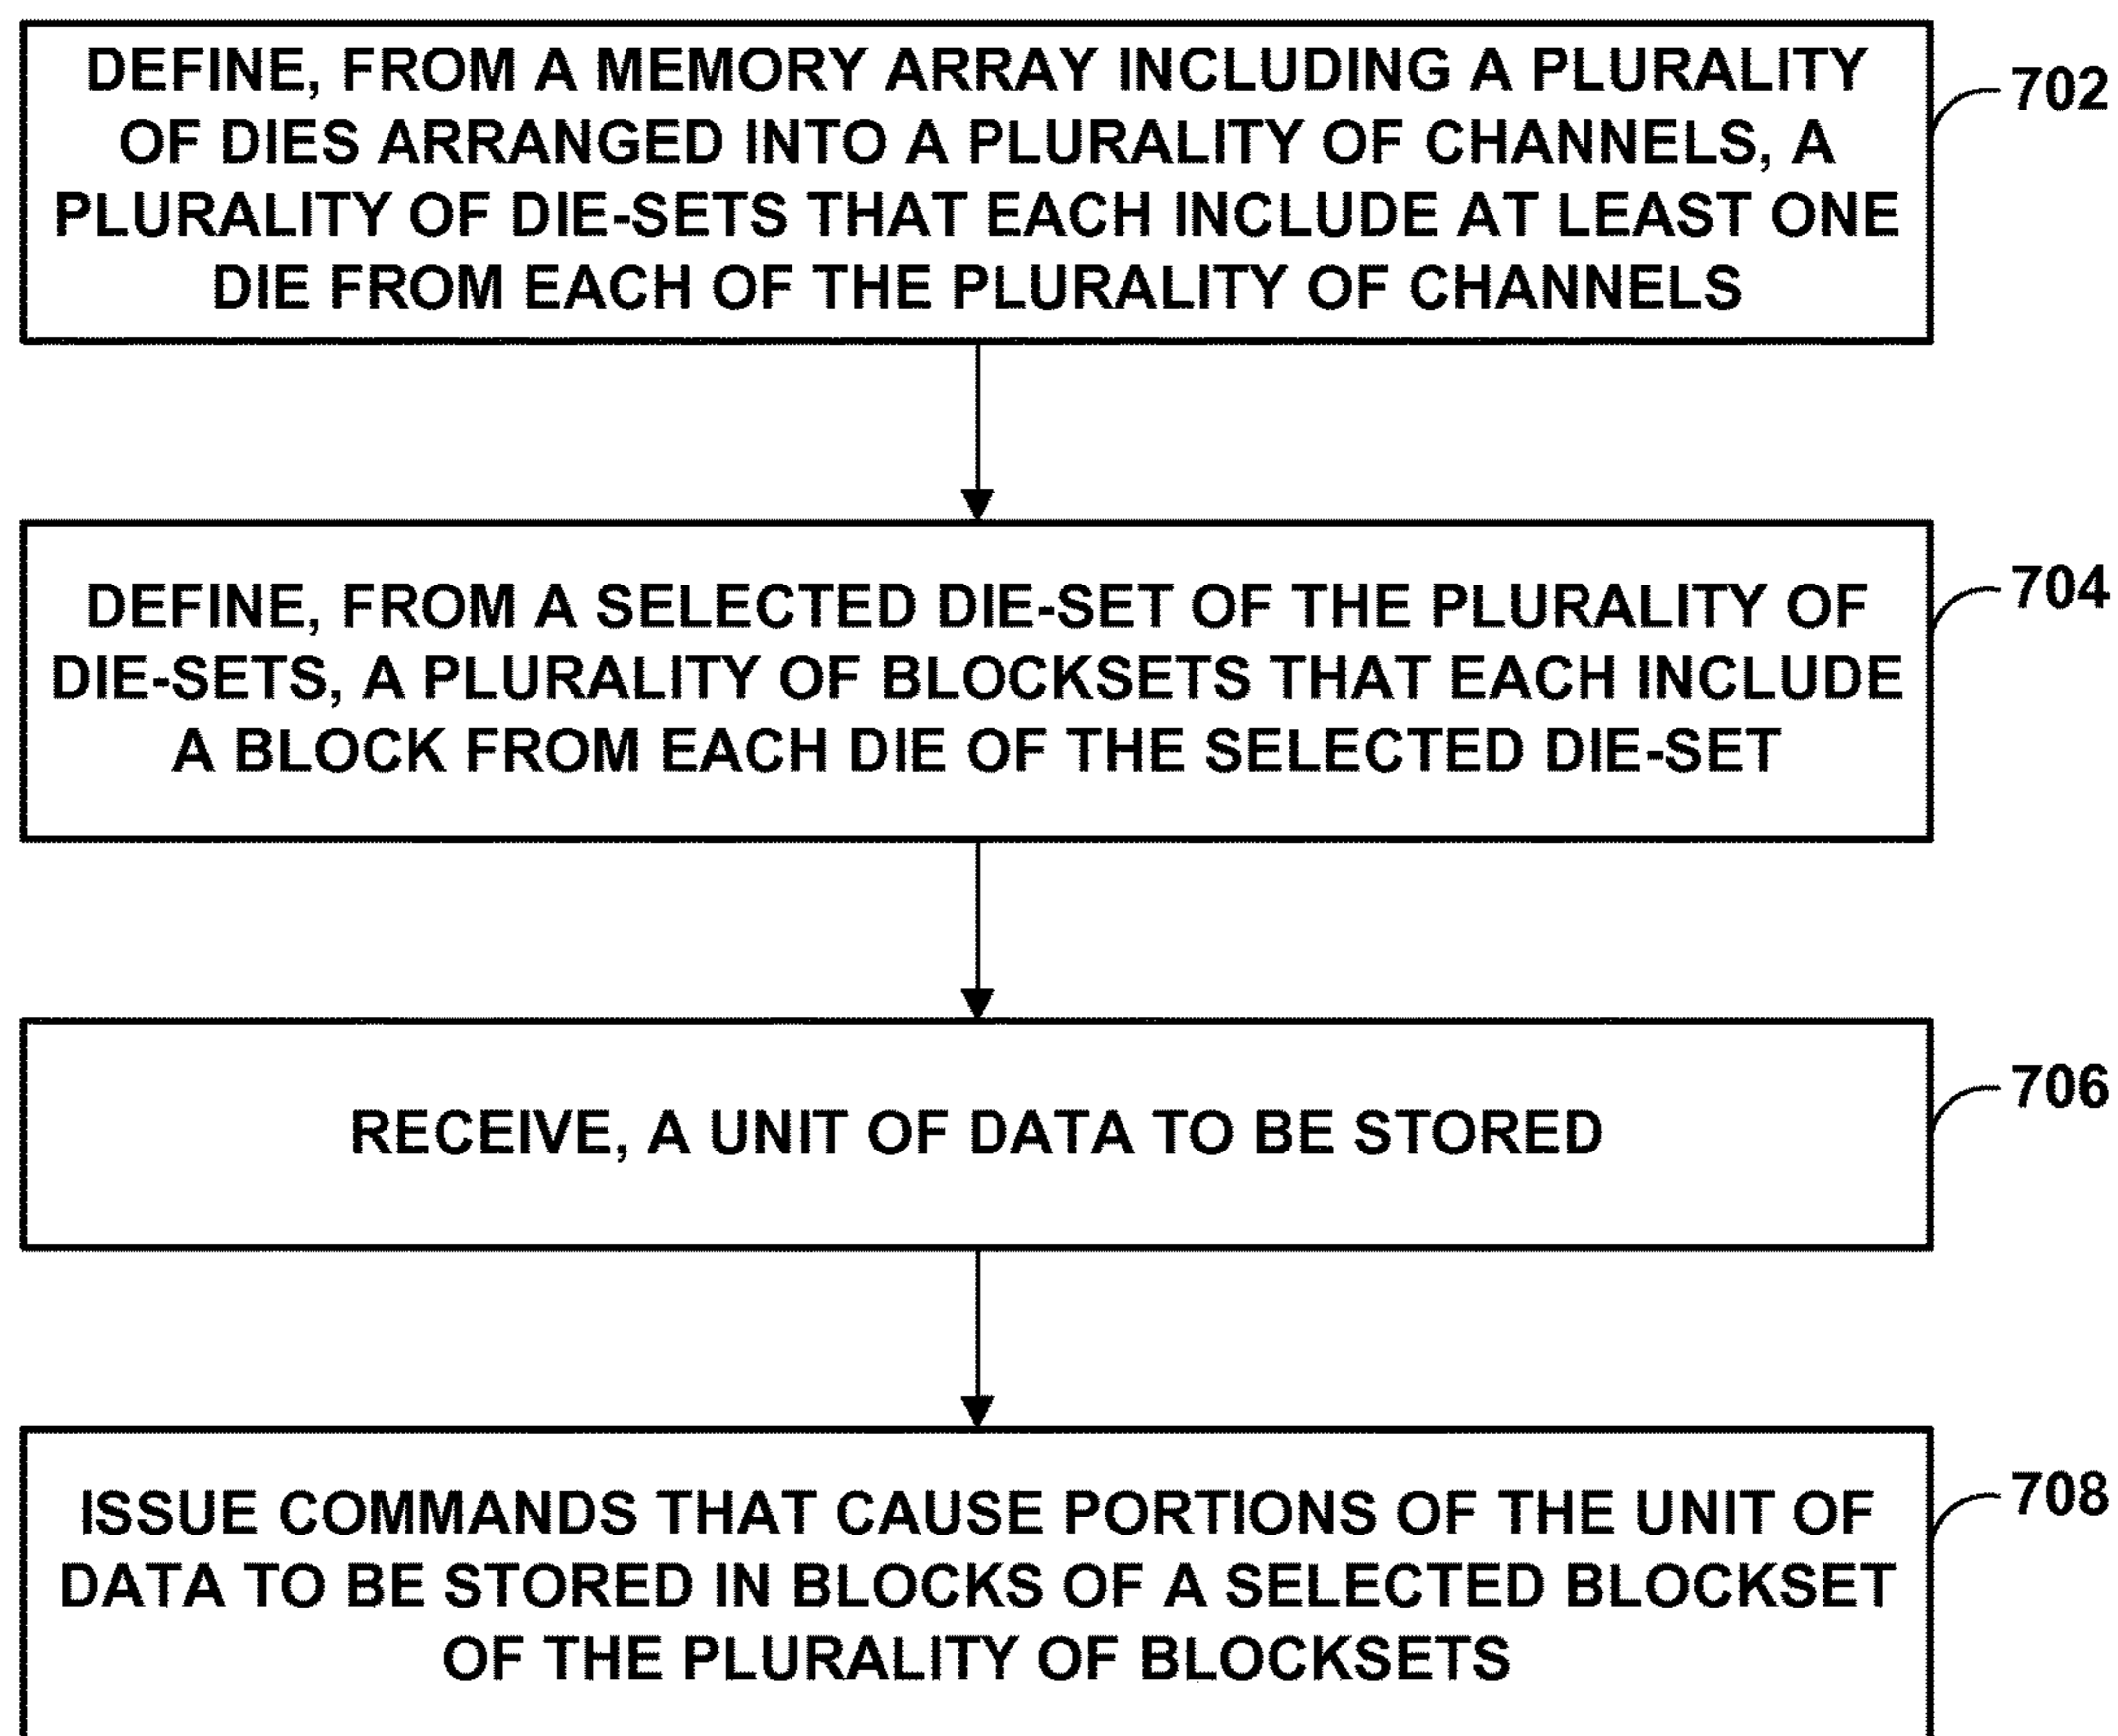 DEFINE, FROM A MEMORY ARRAY INCLUDING A PLURALITY
OF DIES ARRANGED INTO A PLURALITY OF CHANNELS, A
PLURALITY OF DIE-SETS THAT EACH INCLUDE AT LEAST ONE
DIE FROM EACH OF THE PLURALITY OF CHANNELS
702
DEFINE, FROM A SELECTED DIE-SET OF THE PLURALITY OF
DIE-SETS, A PLURALITY OF BLOCKSETS THAT EACH INCLUDE
A BLOCK FROM EACH DIE OF THE SELECTED DIE-SET
704
RECEIVE, A UNIT OF DATA TO BE STORED
706
ISSUE COMMANDS THAT CAUSE PORTIONS OF THE UNIT OF
DATA TO BE STORED IN BLOCKS OF A SELECTED BLOCKSET
OF THE PLURALITY OF BLOCKSETS
708